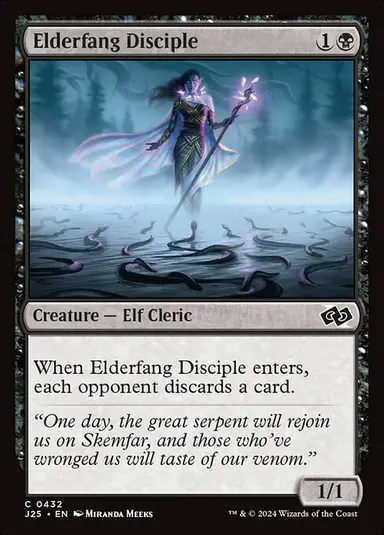 Elderfang Disciple 1
Creature — Elf Cleric
When Elderfang Disciple enters,
each opponent discards a card.
“One day, the great serpent will rejoin
us on Skemfar, and those who’ve
wronged us will taste of our venom.”
1/1
C 0432
J25 • EN Miranda Meeks
™ & © 2024 Wizards of the Coast